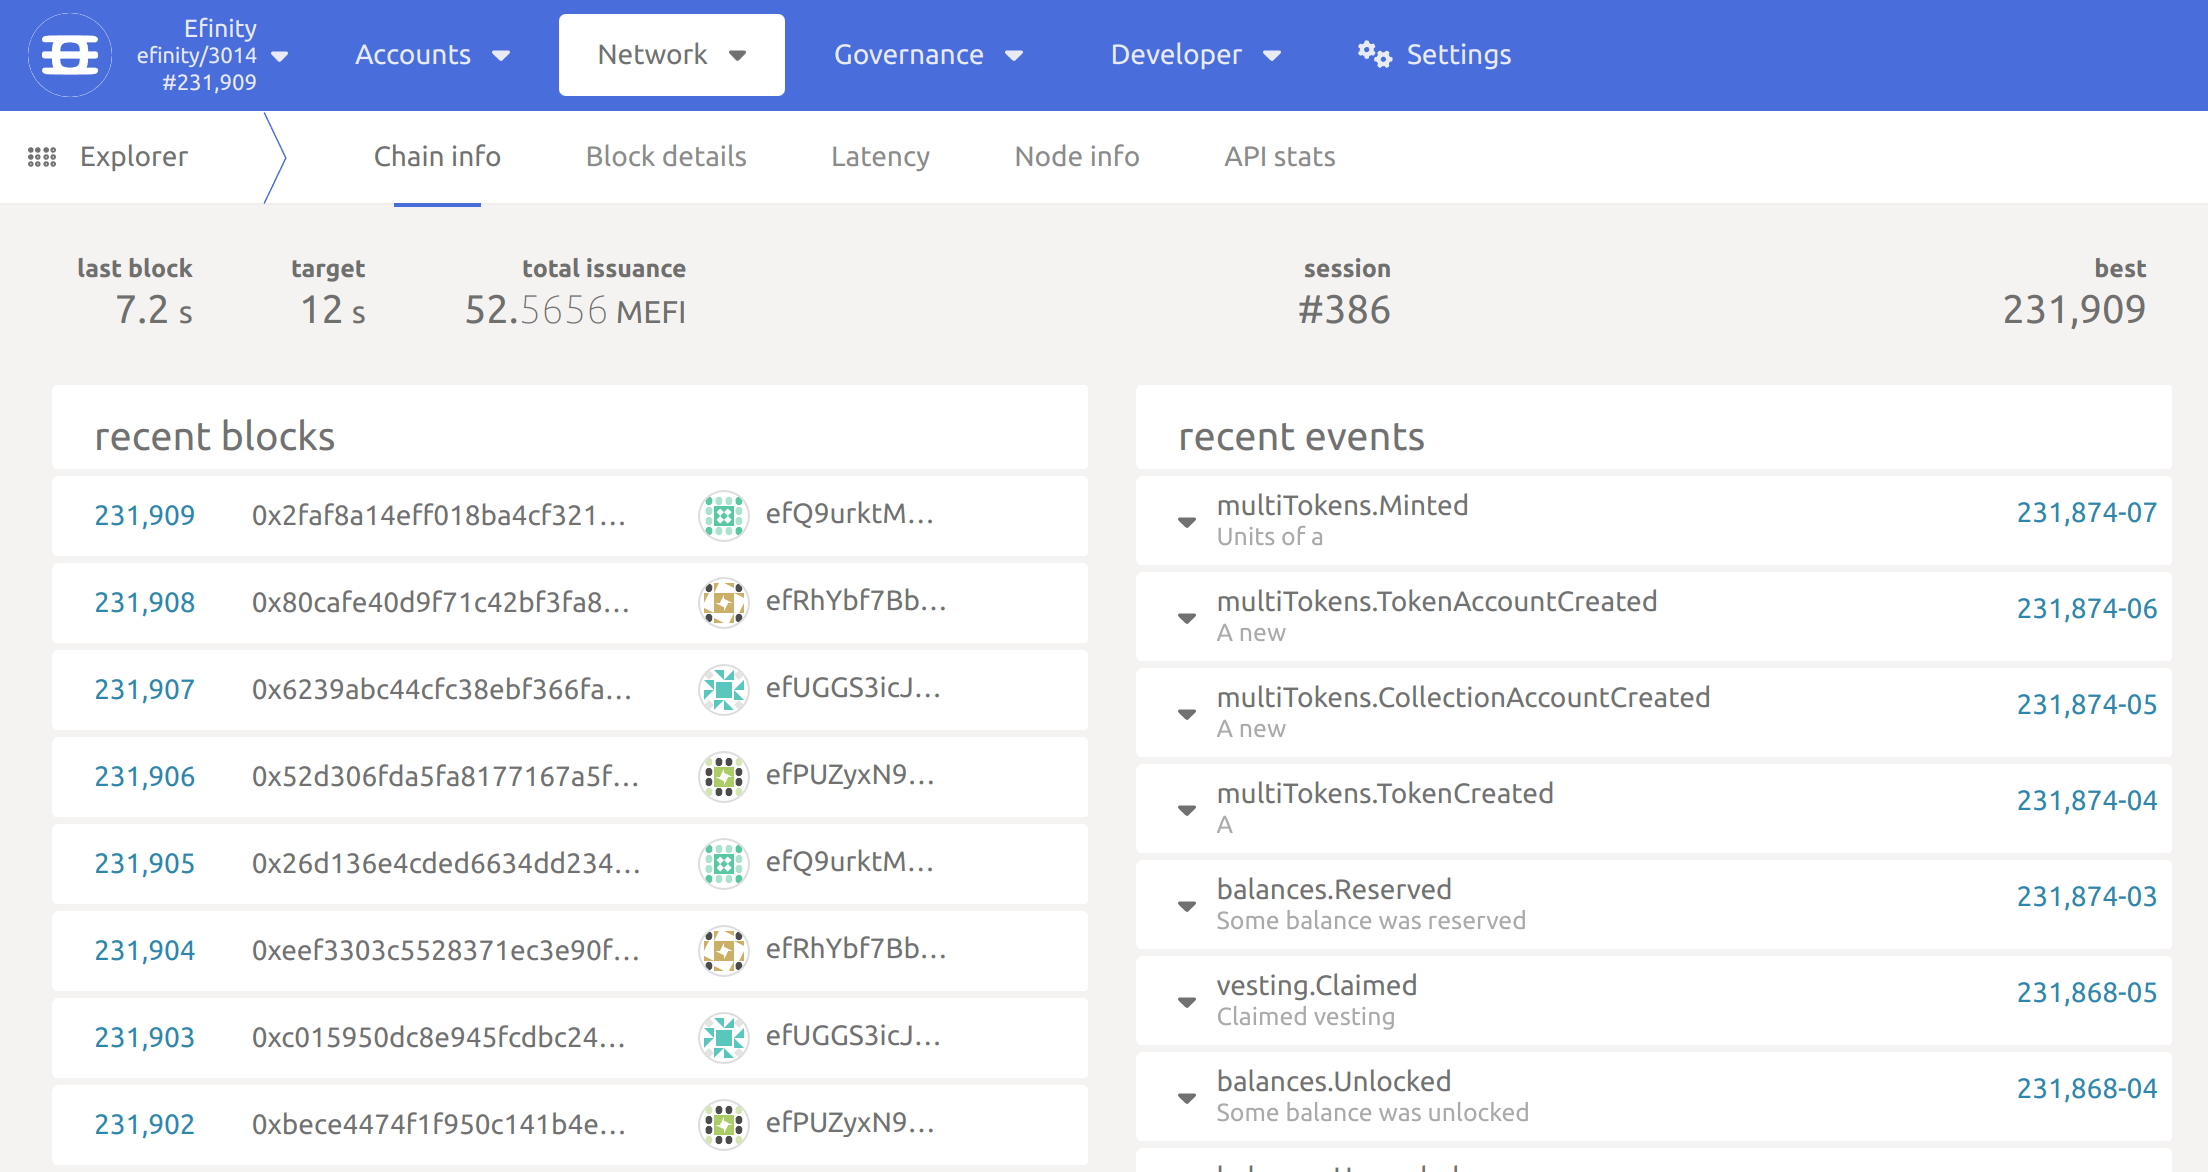 Efinity
efinity/3014
#231,909
Accounts
Network
Governance
Developer
Settings
Explorer
Chain info
Block details
Latency
Node info
API stats
last block
7.2 s
target
12 s
total issuance
52.5656 MEFI
session
#386
best
231,909
recent blocks
231,909 0x2faf8a14eff018ba4cf321... efQ9urktM...
231,908 0x80cafe40d9f71c42bf3fa8... efRhYbf7Bb...
231,907 0x6239abc44cfc38ebf366fa... efUGGS3icJ...
231,906 0x52d306fda5fa8177167a5f... efPUZyxN9...
231,905 0x26d136e4cded6634dd234... efQ9urktM...
231,904 0xeef3303c5528371ec3e90f... efRhYbf7Bb...
231,903 0xc015950dc8e945fcdbc24... efUGGS3icJ...
231,902 0xbece4474f1f950c141b4e... efPUZyxN9...
recent events
multiTokens.Minted 231,874-07
Units of a
multiTokens.TokenAccountCreated 231,874-06
A new
multiTokens.CollectionAccountCreated 231,874-05
A new
multiTokens.TokenCreated 231,874-04
A
balances.Reserved 231,874-03
Some balance was reserved
vesting.Claimed 231,868-05
Claimed vesting
balances.Unlocked 231,868-04
Some balance was unlocked